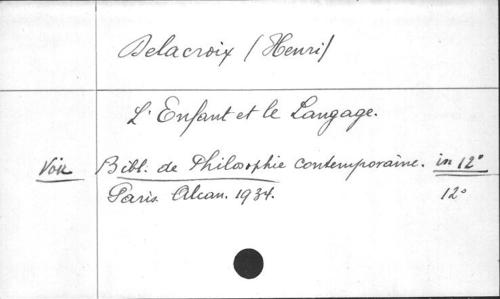 Delacroix (Henri)
L'Enfant et le Langage.
Voir Bibl. de Philosophie contemporaine. in 12°
Paris. Alcan. 1934. 12°